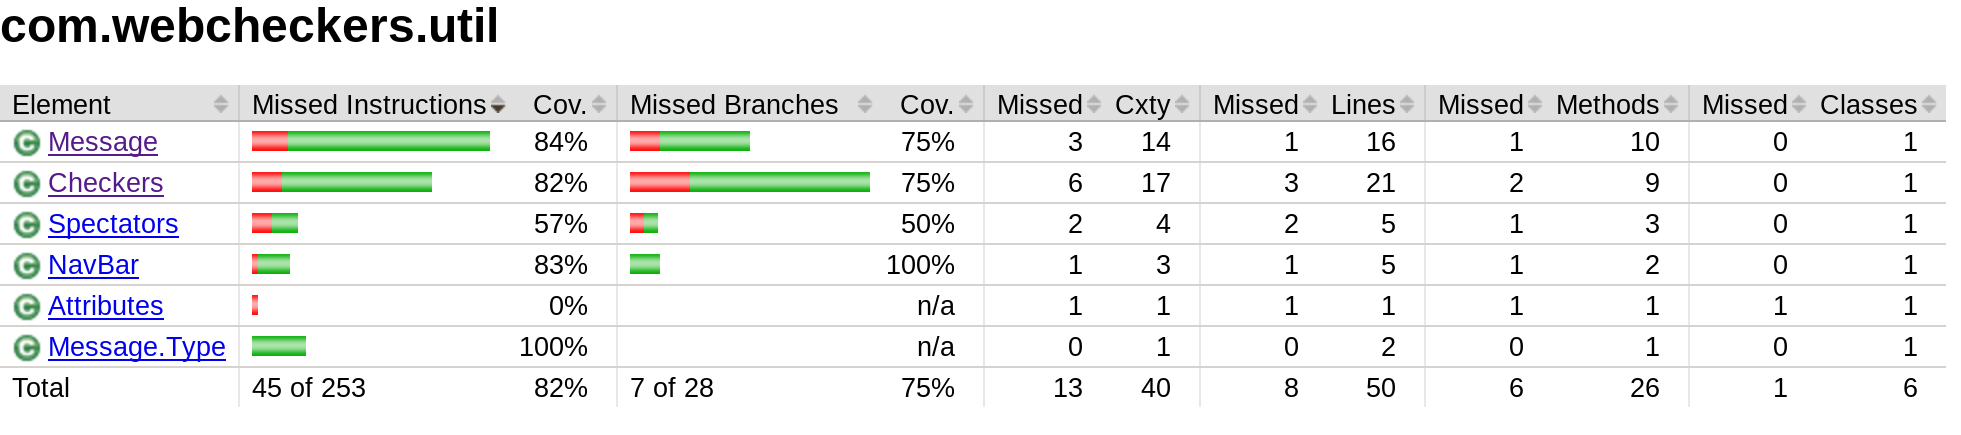 com.webcheckers.util
Element Missed Instructions Cov. Missed Branches Cov. Missed Cxty Missed Lines Missed Methods Missed Classes
C Message 84% 75% 3 14 1 16 1 10 0 1
C Checkers 82% 75% 6 17 3 21 2 9 0 1
C Spectators 57% 50% 2 4 2 5 1 3 0 1
C NavBar 83% 100% 1 3 1 5 1 2 0 1
C Attributes 0% n/a 1 1 1 1 1 1 1 1
C Message.Type 100% n/a 0 1 0 2 0 1 0 1
Total 45 of 253 82% 7 of 28 75% 13 40 8 50 6 26 1 6